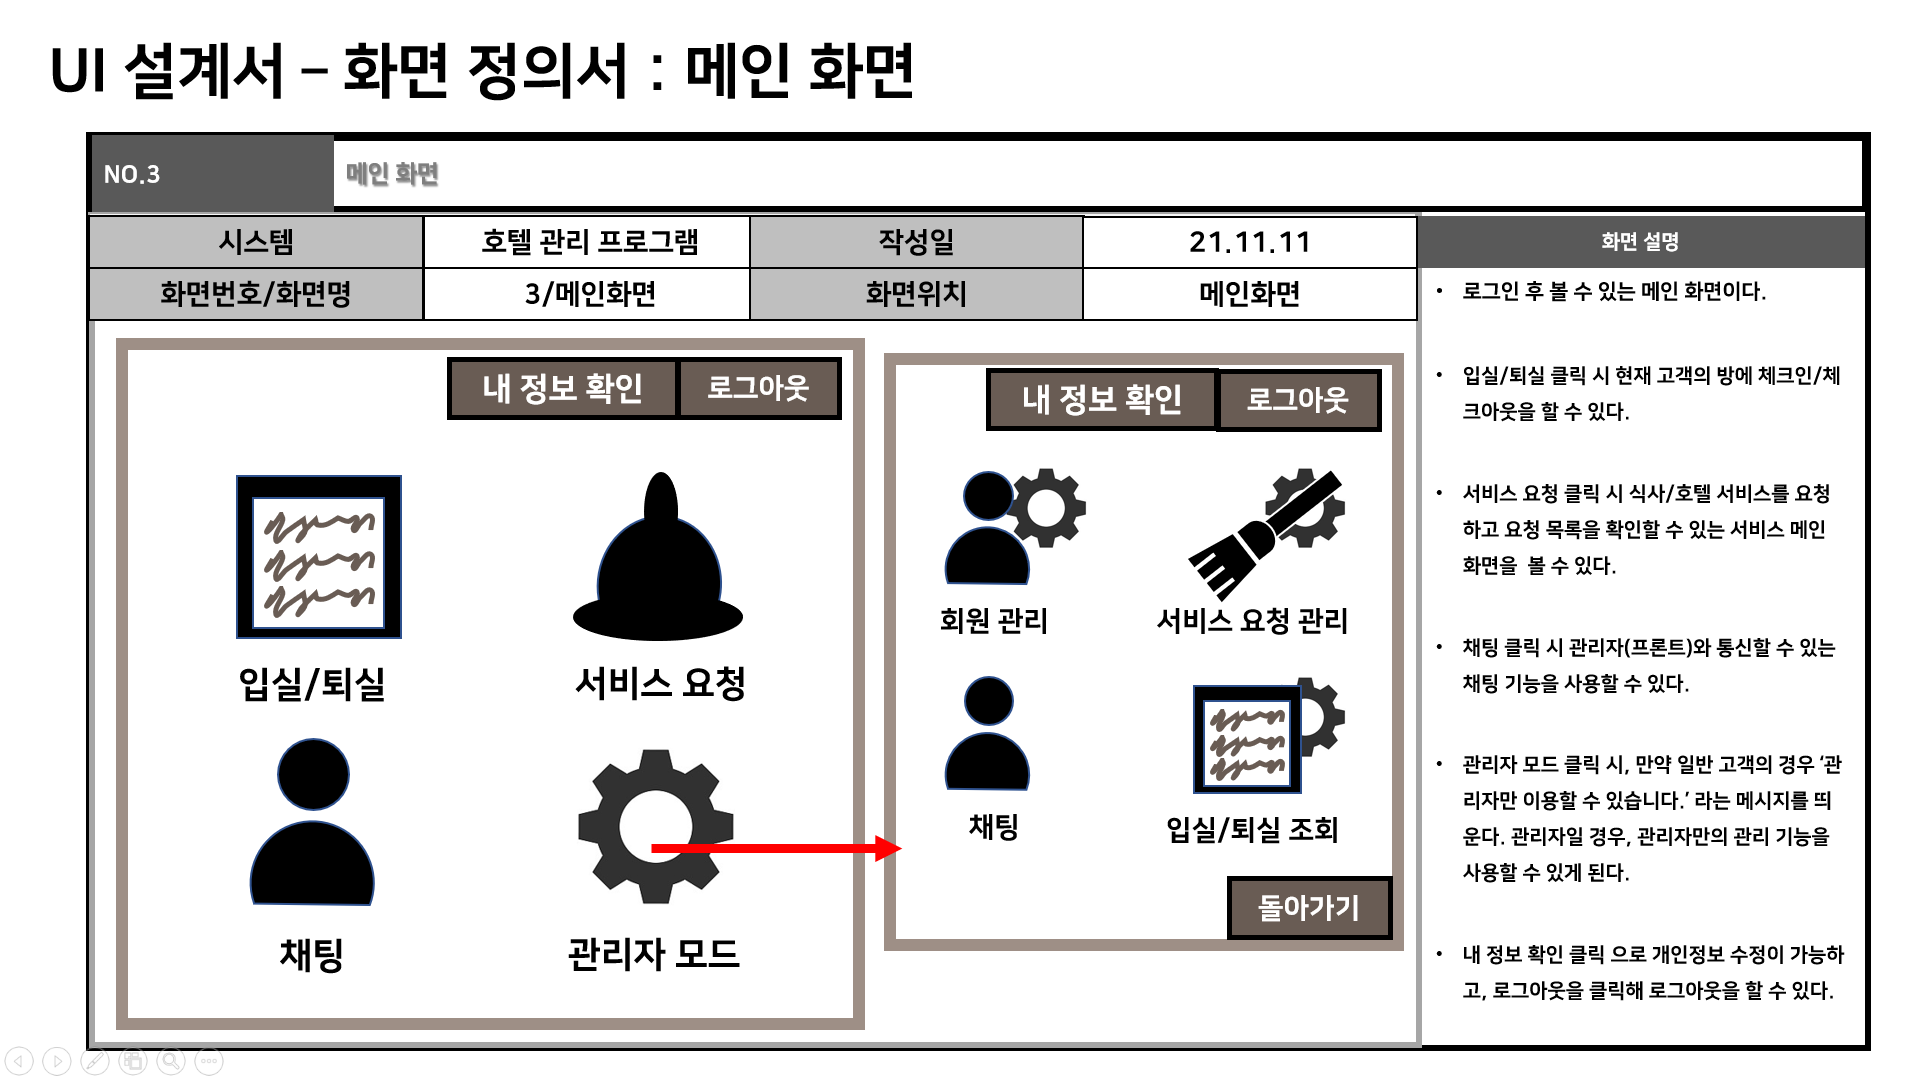 UI 설계서 – 화면 정의서 : 메인 화면
NO.3
메인 화면
시스템
호텔 관리 프로그램
작성일
21.11.11
화면 설명
화면번호/화면명
3/메인화면
화면위치
메인화면
내 정보 확인
로그아웃
입실/퇴실
서비스 요청
채팅
관리자 모드
내 정보 확인
로그아웃
회원 관리
서비스 요청 관리
채팅
입실/퇴실 조회
돌아가기
• 로그인 후 볼 수 있는 메인 화면이다.
• 입실/퇴실 클릭 시 현재 고객의 방에 체크인/체
크아웃을 할 수 있다.
• 서비스 요청 클릭 시 식사/호텔 서비스를 요청
하고 요청 목록을 확인할 수 있는 서비스 메인
화면을 볼 수 있다.
• 채팅 클릭 시 관리자(프론트)와 통신할 수 있는
채팅 기능을 사용할 수 있다.
• 관리자 모드 클릭 시, 만약 일반 고객의 경우 ‘관
리자만 이용할 수 있습니다.’ 라는 메시지를 띄
운다. 관리자일 경우, 관리자만의 관리 기능을
사용할 수 있게 된다.
• 내 정보 확인 클릭 으로 개인정보 수정이 가능하
고, 로그아웃을 클릭해 로그아웃을 할 수 있다.